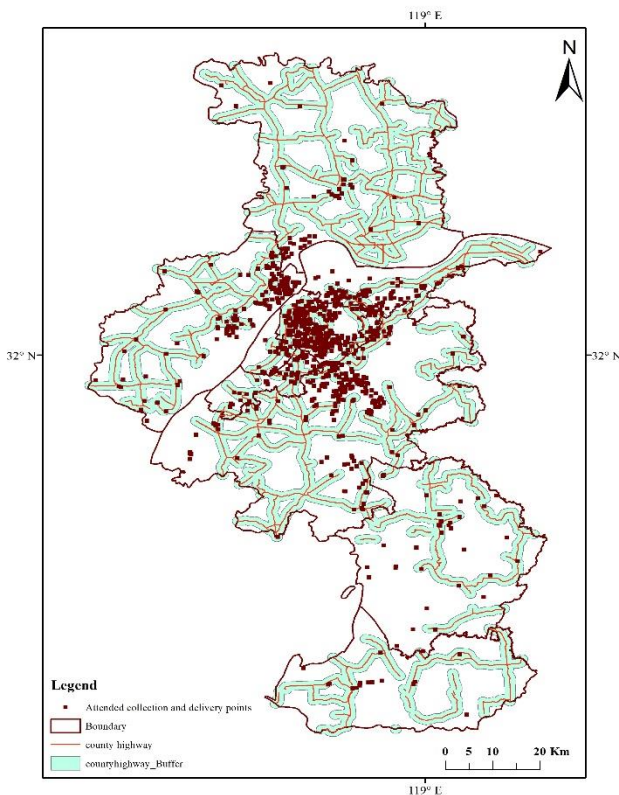 119° E
N
32° N
32° N
Legend
Attended collection and delivery points
Boundary
county highway
countyhighway_Buffer
0 5 10 20 Km
119° E